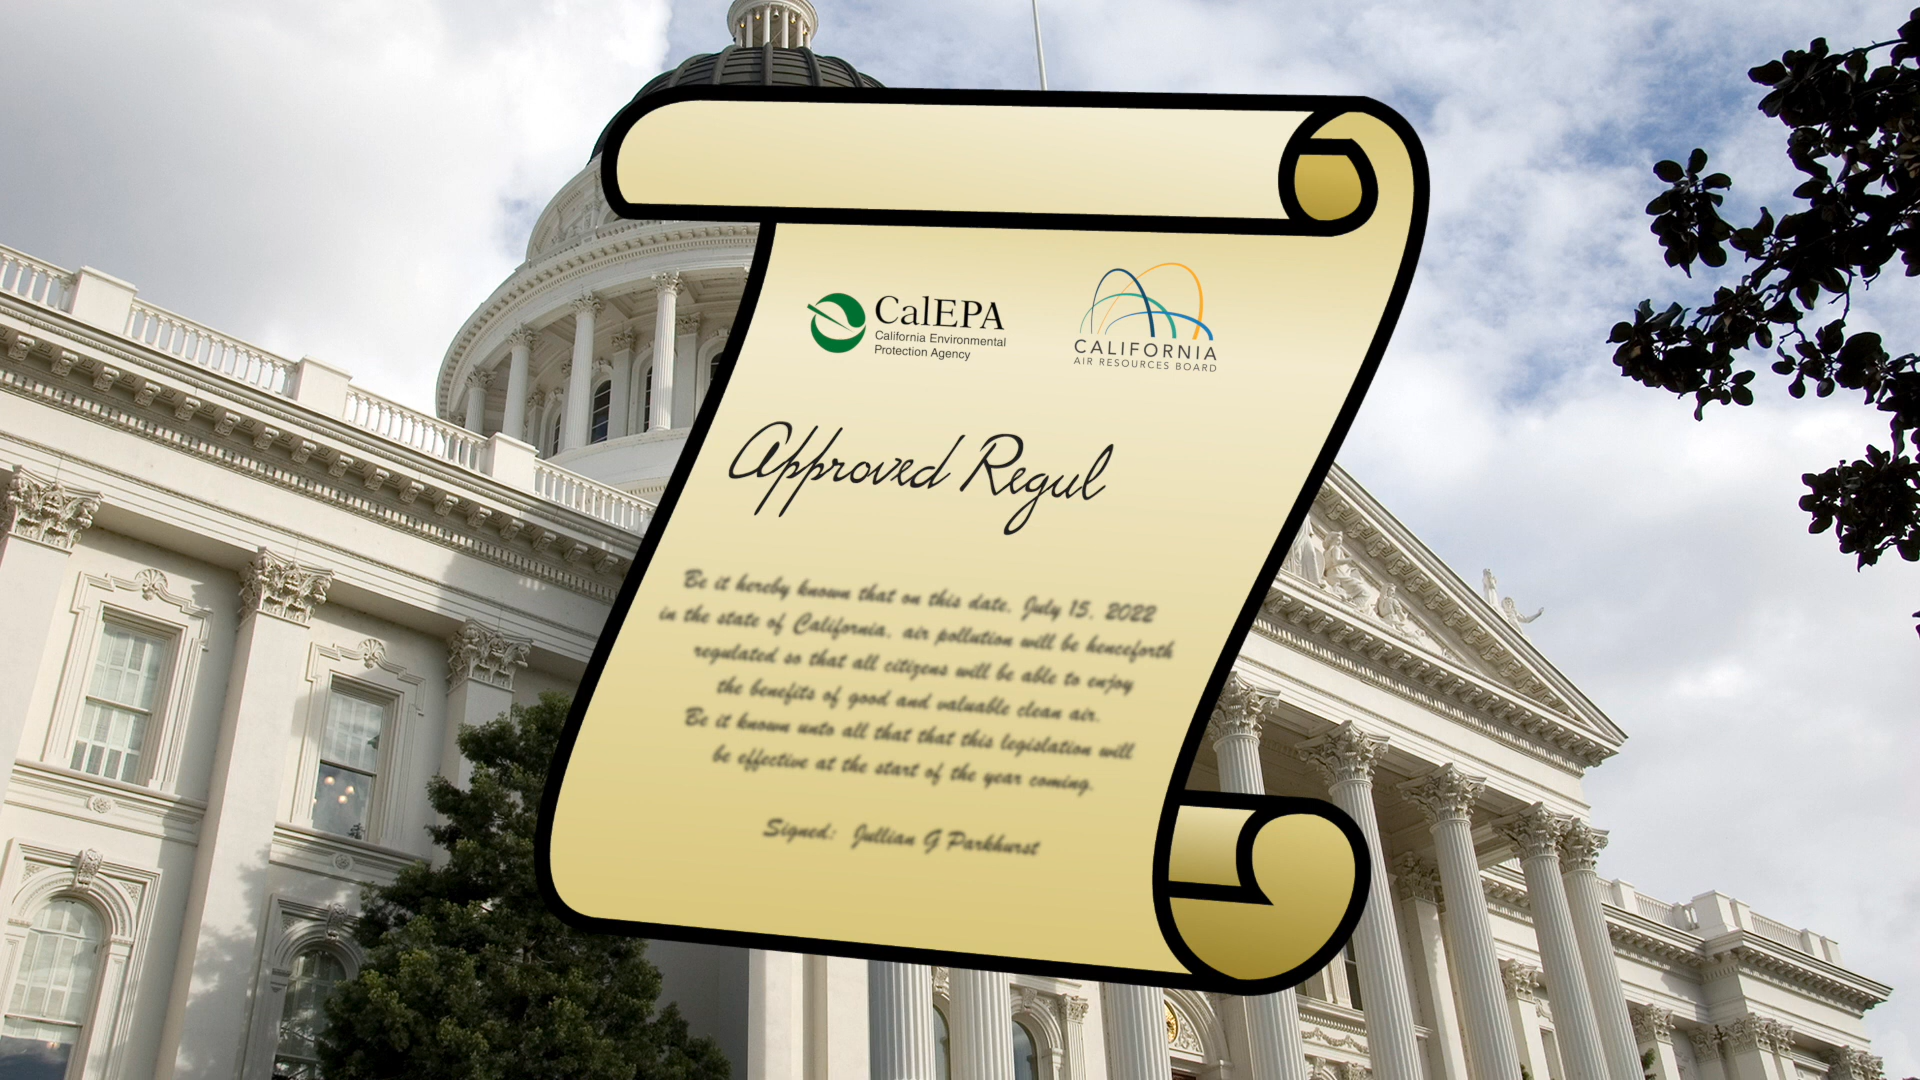 CalEPA
California Environmental
Protection Agency
CALIFORNIA
AIR RESOURCES BOARD
Approved Regul
Be it hereby known that on this date, July 15, 2022
in the state of California, air pollution will be henceforth
regulated so that all citizens will be able to enjoy
the benefits of good and valuable clean air.
Be it known unto all that that this legislation will
be effective at the start of the year coming.
Signed: Jullian G Parkhurst